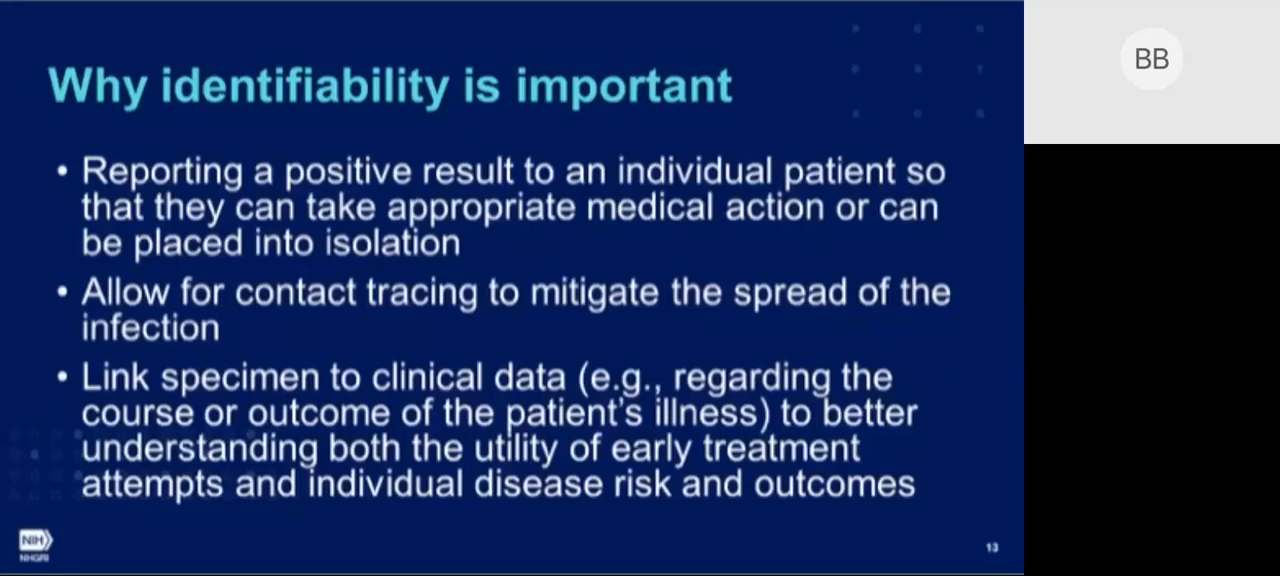 Why identifiability is important
BB
• Reporting a positive result to an individual patient so
that they can take appropriate medical action or can
be placed into isolation
• Allow for contact tracing to mitigate the spread of the
infection
• Link specimen to clinical data (e.g., regarding the
course or outcome of the patient's illness) to better
understanding both the utility of early treatment
attempts and individual disease risk and outcomes
NIH
NHGRI
13